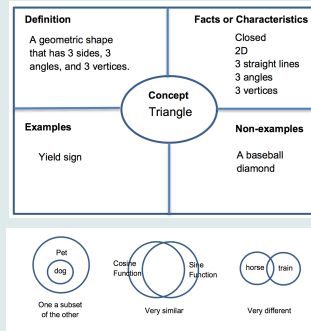 Definition
A geometric shape
that has 3 sides, 3
angles, and 3 vertices.
Facts or Characteristics
Closed
2D
3 straight lines
3 angles
3 vertices
Concept
Triangle
Examples
Yield sign
Non-examples
A baseball
diamond
Pet
dog
One a subset
of the other
Cosine
Function
Sine
Function
Very similar
horse
train
Very different